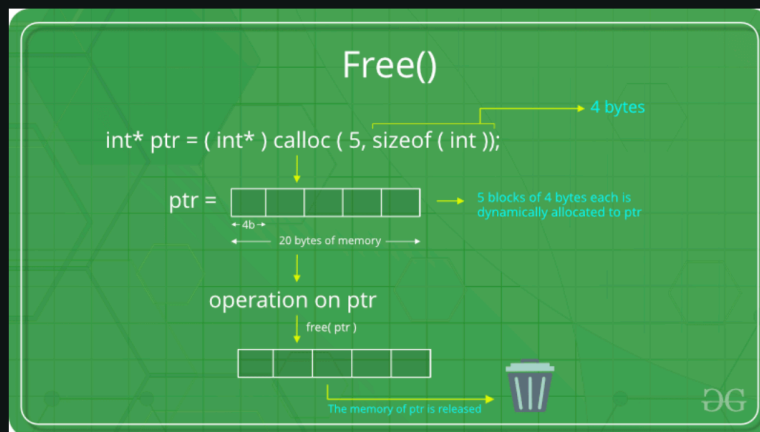 Free()
4 bytes
int* ptr = ( int* ) calloc ( 5, sizeof ( int ));
ptr =
5 blocks of 4 bytes each is
dynamically allocated to ptr
4b
20 bytes of memory
operation on ptr
free( ptr )
The memory of ptr is released